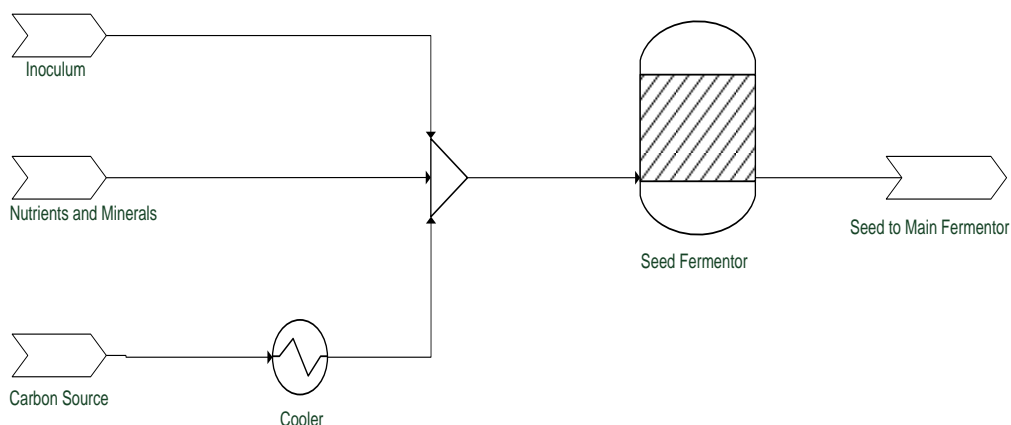 Inoculum
Nutrients and Minerals
Seed to Main Fermentor
Seed Fermentor
Carbon Source
Cooler